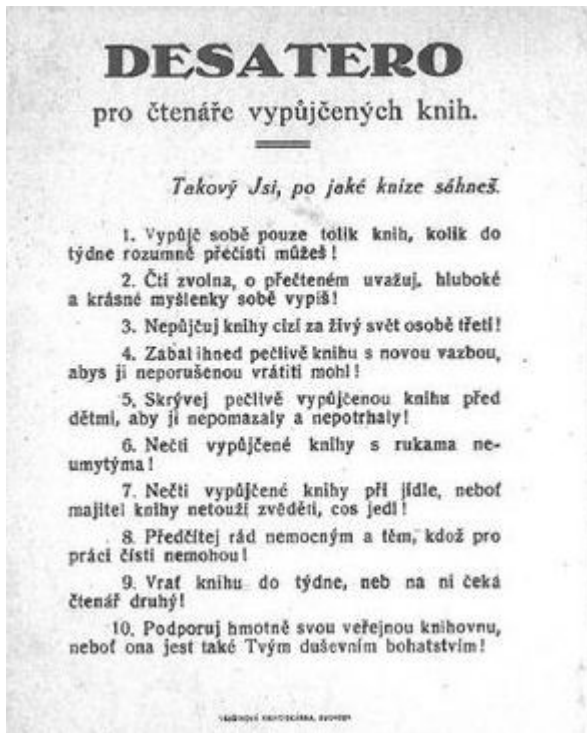 DESATERO
pro čtenáře vypůjčených knih.
Takový Jsi, po jaké knize sáhneš.
1. Vypůjč sobě pouze tolik knih, kolik do
týdne rozumně přečísti můžeš!
2. Čti zvolna, o přečteném uvažuj, hluboké
a krásné myšlenky sobě vypiš!
3. Nepůjčuj knihy cizí za živý svět osobě třetí!
4. Zabal ihned pečlivě knihu s novou vazbou,
abys ji neporušenou vrátiti mohl!
5. Skrývej pečlivě vypůjčenou knihu před
dětmi, aby ji nepomazaly a nepotrhaly!
6. Nečti vypůjčené knihy s rukama ne-
umytýma!
7. Nečti vypůjčené knihy při jídle, neboť
majitel knihy netouží zvěděti, cos jedl!
8. Předčítej rád nemocným a těm, kdož pro
práci čísti nemohou!
9. Vrať knihu do týdne, neb na ni čeká
čtenář druhý!
10. Podporuj hmotně svou veřejnou knihovnu,
neboť ona jest také Tvým duševním bohatstvím!